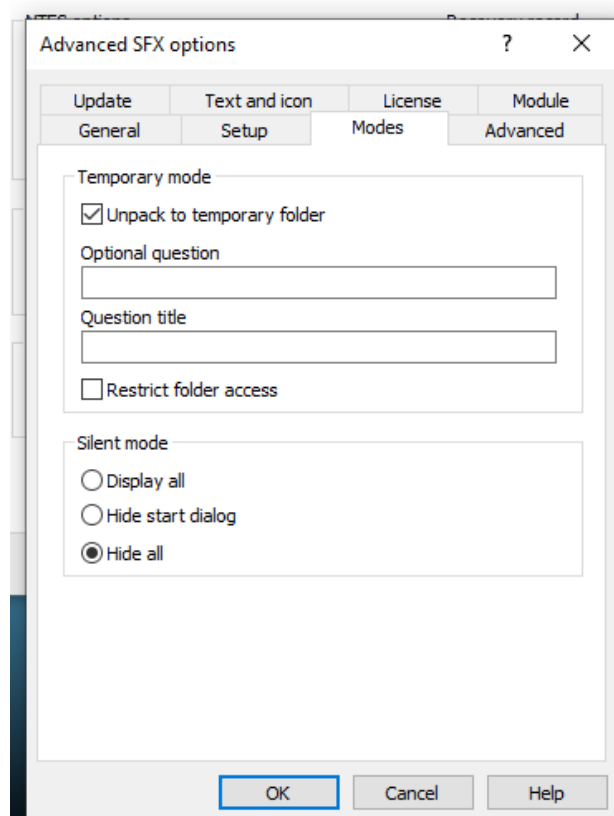 Advanced SFX options ? X
Update Text and icon License Module
General Setup Modes Advanced
Temporary mode
Unpack to temporary folder
Optional question
Question title
Restrict folder access
Silent mode
Display all
Hide start dialog
Hide all
OK Cancel Help